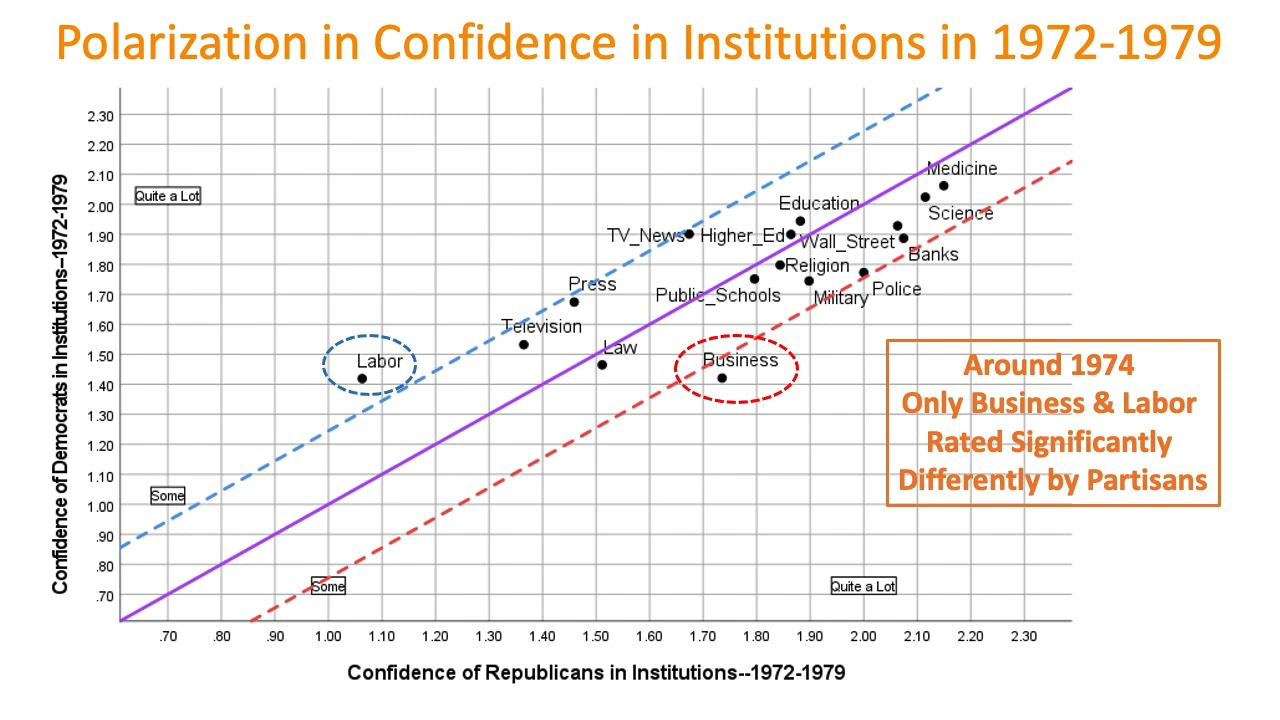 Polarization in Confidence in Institutions in 1972-1979
Confidence of Democrats in Institutions--1972-1979
2.30
2.20
2.10
2.00
1.90
1.80
1.70
1.60
1.50
1.40
1.30
1.20
1.10
1.00
.90
.80
.70
Quite a Lot
Some
Medicine
Education
Science
TV_News
Higher_Ed
Wall_Street
Banks
Religion
Press
Public_Schools
Military
Police
Television
Law
Labor
Business
Around 1974
Only Business & Labor
Rated Significantly
Differently by Partisans
Some
Quite a Lot
.70 .80 .90 1.00 1.10 1.20 1.30 1.40 1.50 1.60 1.70 1.80 1.90 2.00 2.10 2.20 2.30
Confidence of Republicans in Institutions--1972-1979